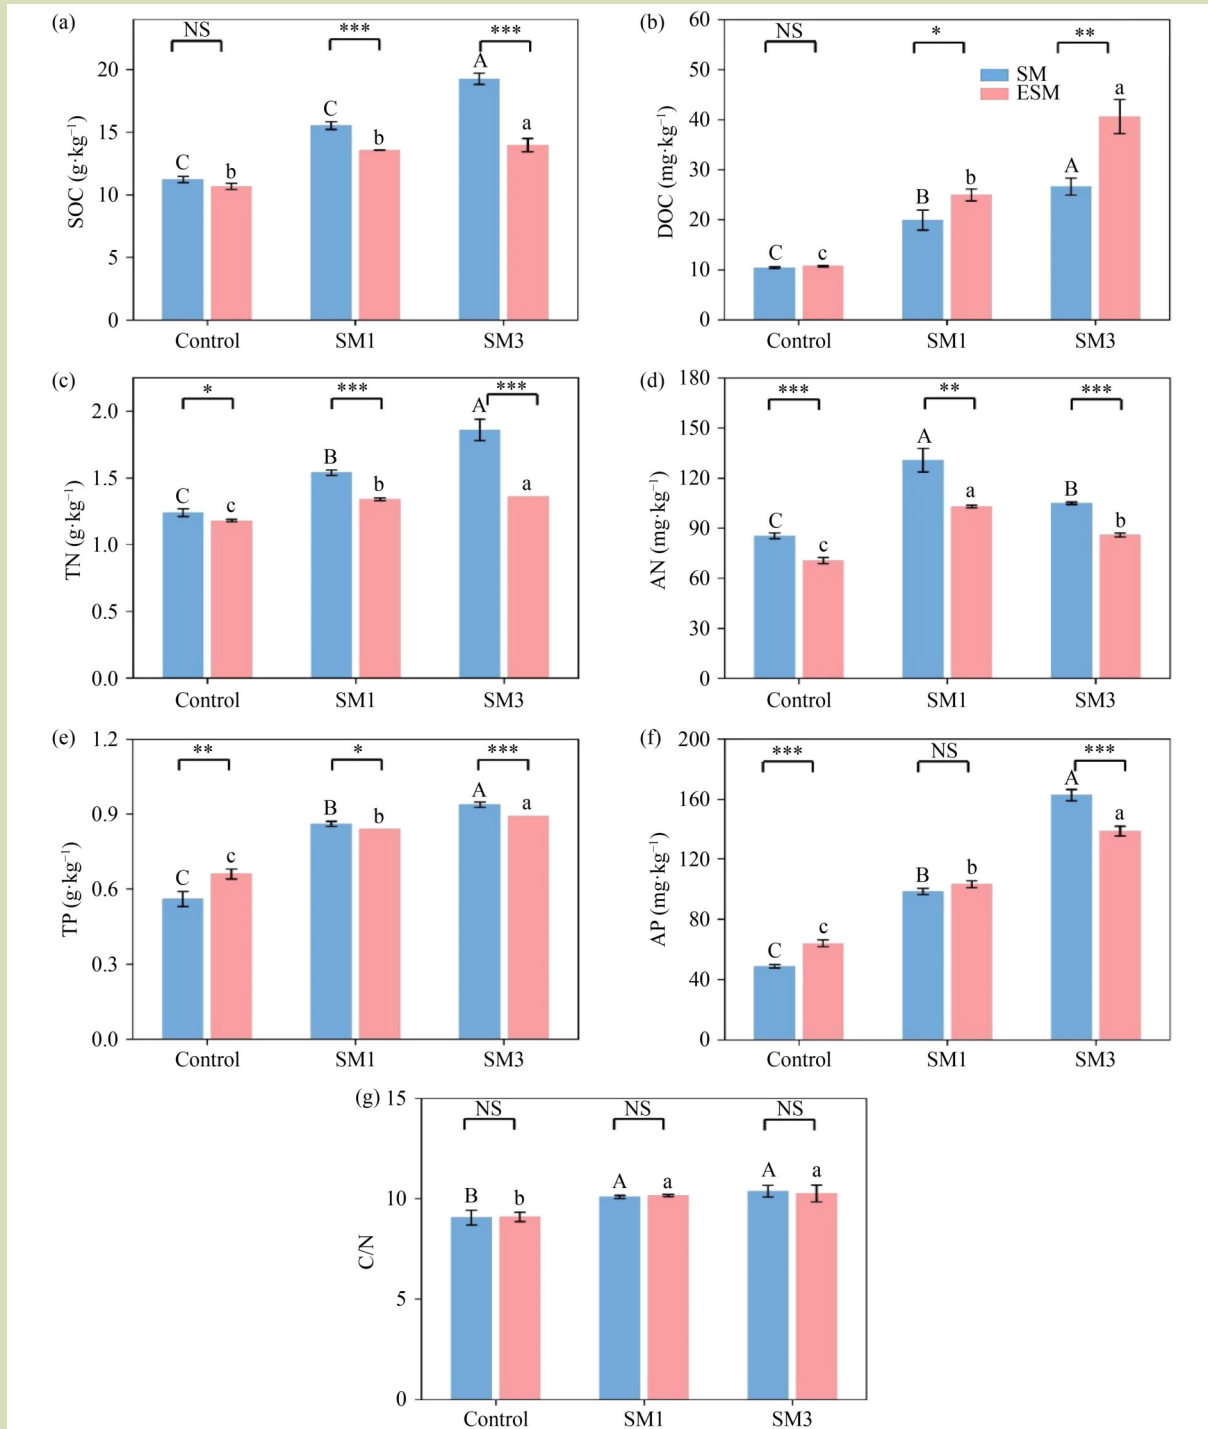 (a)
NS
***
***
20
15
10
5
0
SOC (g·kg⁻¹)
C
b
C
b
A
a
Control
SM1
SM3
(b)
60
50
40
30
20
10
0
DOC (mg·kg⁻¹)
NS
*
**
SM
ESM
C
c
B
b
A
a
Control
SM1
SM3
(c)
*
***
***
2.0
1.5
1.0
0.5
0.0
TN (g·kg⁻¹)
C
c
B
b
A
a
Control
SM1
SM3
(d)
180
150
120
90
60
30
0
AN (mg·kg⁻¹)
***
**
***
C
c
A
a
B
b
Control
SM1
SM3
(e)
1.2
0.9
0.6
0.3
0.0
TP (g·kg⁻¹)
**
*
***
C
c
B
b
A
a
Control
SM1
SM3
(f)
200
160
120
80
40
0
AP (mg·kg⁻¹)
***
NS
***
C
c
B
b
A
a
Control
SM1
SM3
(g)
15
10
5
0
C/N
NS
NS
NS
B
b
A
a
A
a
Control
SM1
SM3